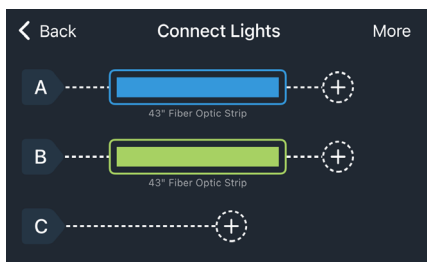 Back Connect Lights More
A
43" Fiber Optic Strip
B
43" Fiber Optic Strip
C